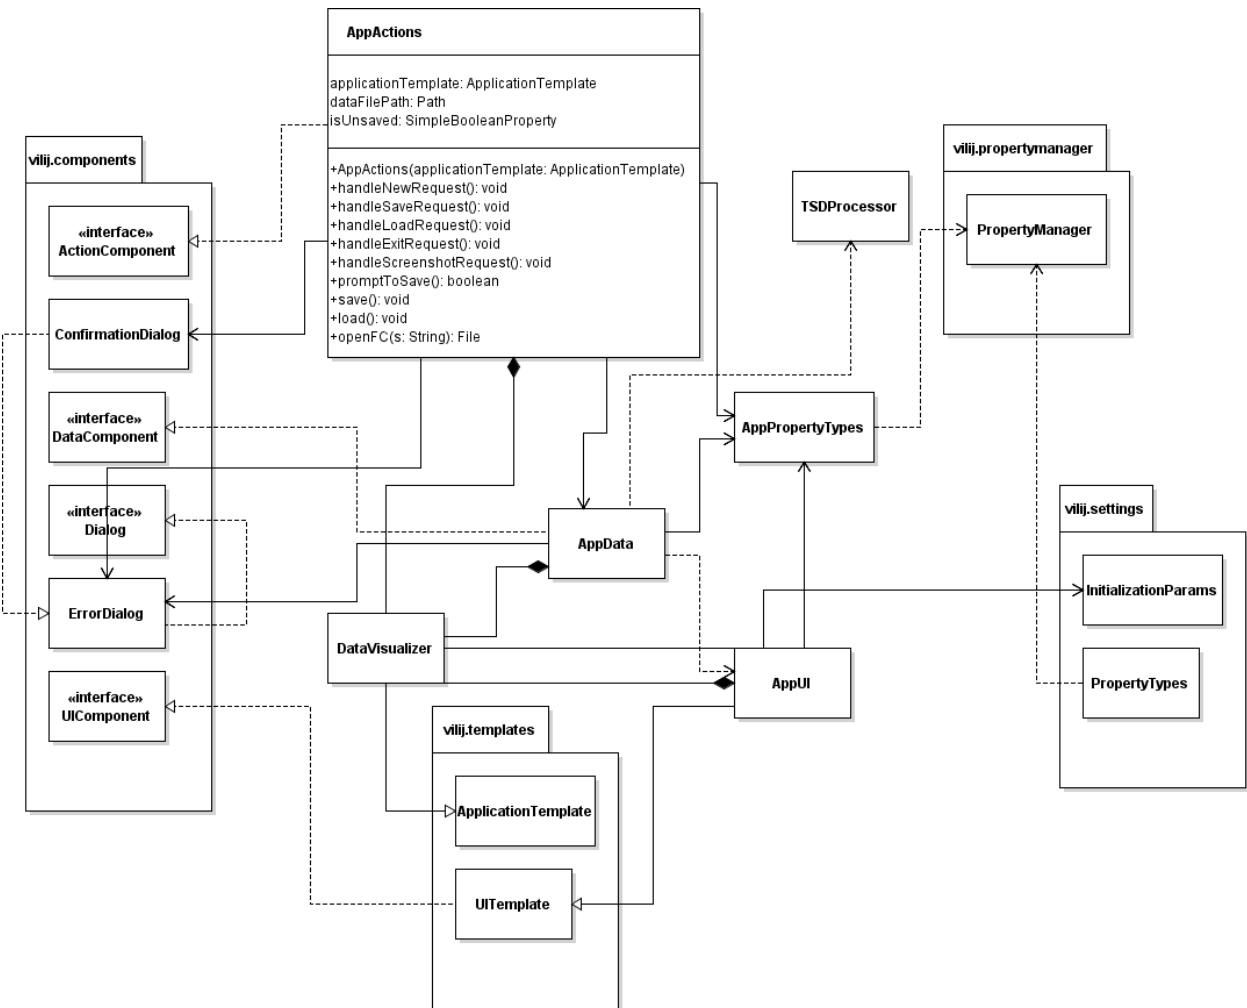 AppActions
applicationTemplate: ApplicationTemplate
dataFilePath: Path
isUnsaved: SimpleBooleanProperty
+AppActions(applicationTemplate: ApplicationTemplate)
+handleNewRequest(): void
+handleSaveRequest(): void
+handleLoadRequest(): void
+handleExitRequest(): void
+handleScreenshotRequest(): void
+promptToSave(): boolean
+save(): void
+load(): void
+openFC(s: String): File
vilij.components
«interface»
ActionComponent
ConfirmationDialog
«interface»
DataComponent
«interface»
Dialog
ErrorDialog
«interface»
UIComponent
TSDProcessor
vilij.propertymanager
PropertyManager
AppPropertyTypes
AppData
DataVisualizer
AppUI
vilij.settings
InitializationParams
PropertyTypes
vilij.templates
ApplicationTemplate
UITemplate